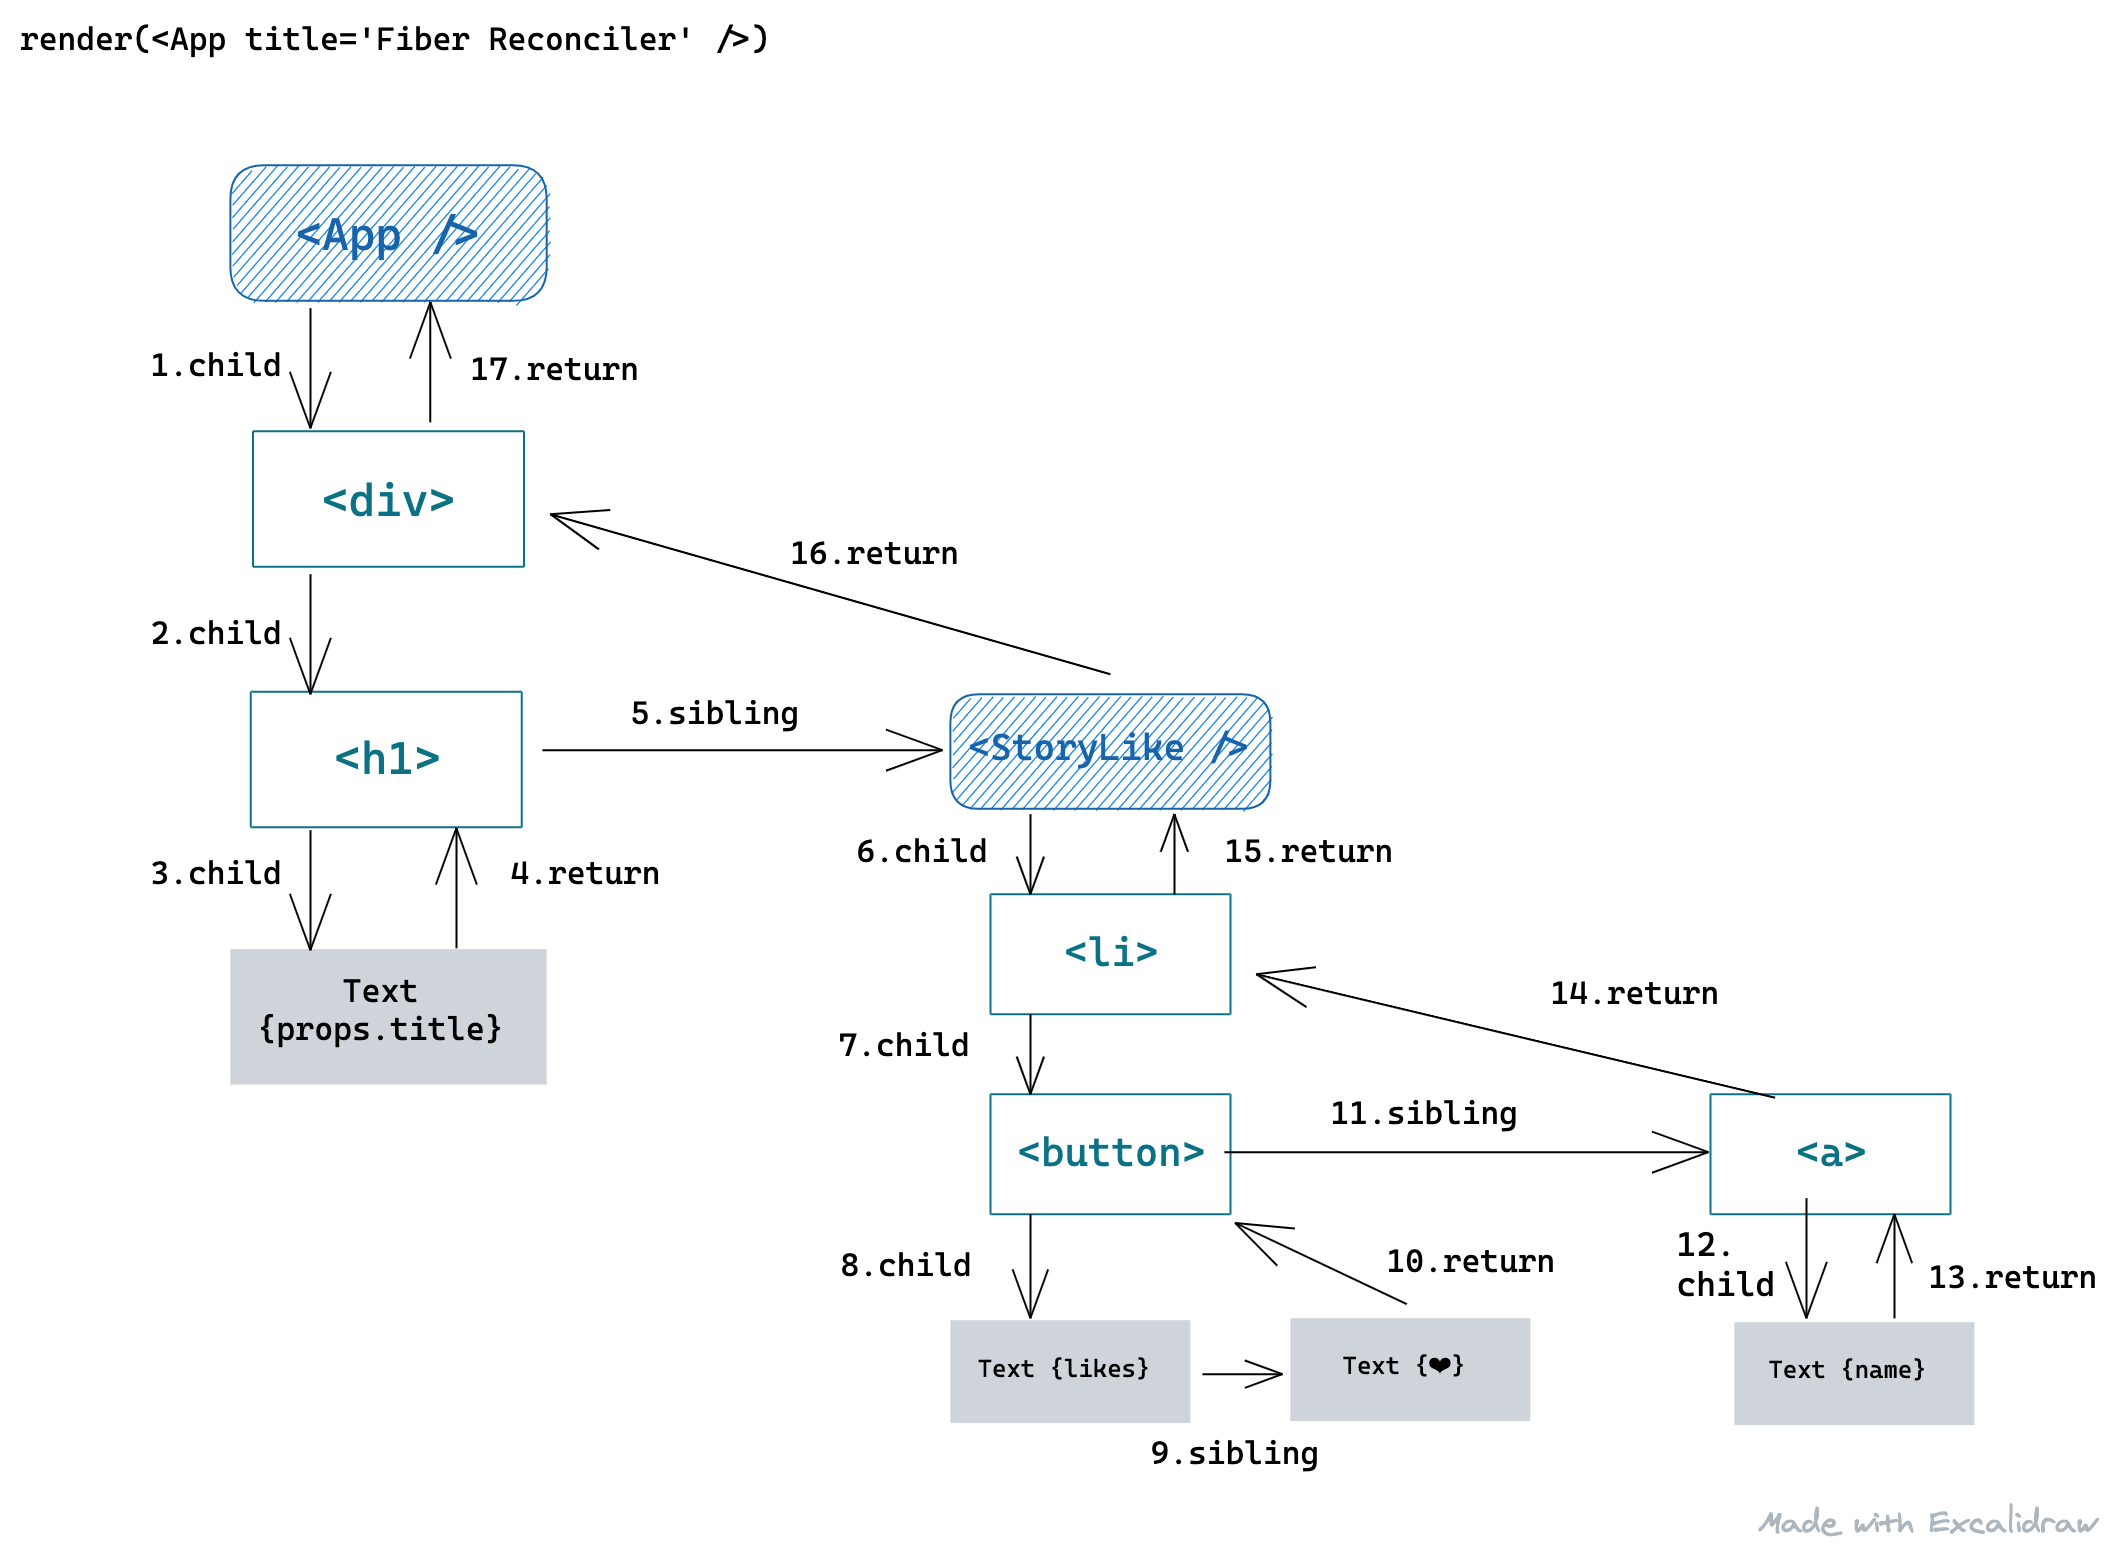 render(<App title='Fiber Reconciler' />)
<App />
1.child
17.return
<div>
16.return
2.child
5.sibling
<h1>
<StoryLike />
3.child
4.return
6.child
15.return
Text
{props.title}
<li>
14.return
7.child
11.sibling
<button>
<a>
8.child
10.return
12.
child
13.return
Text {likes}
Text {❤}
Text {name}
9.sibling
Made with Excalidraw